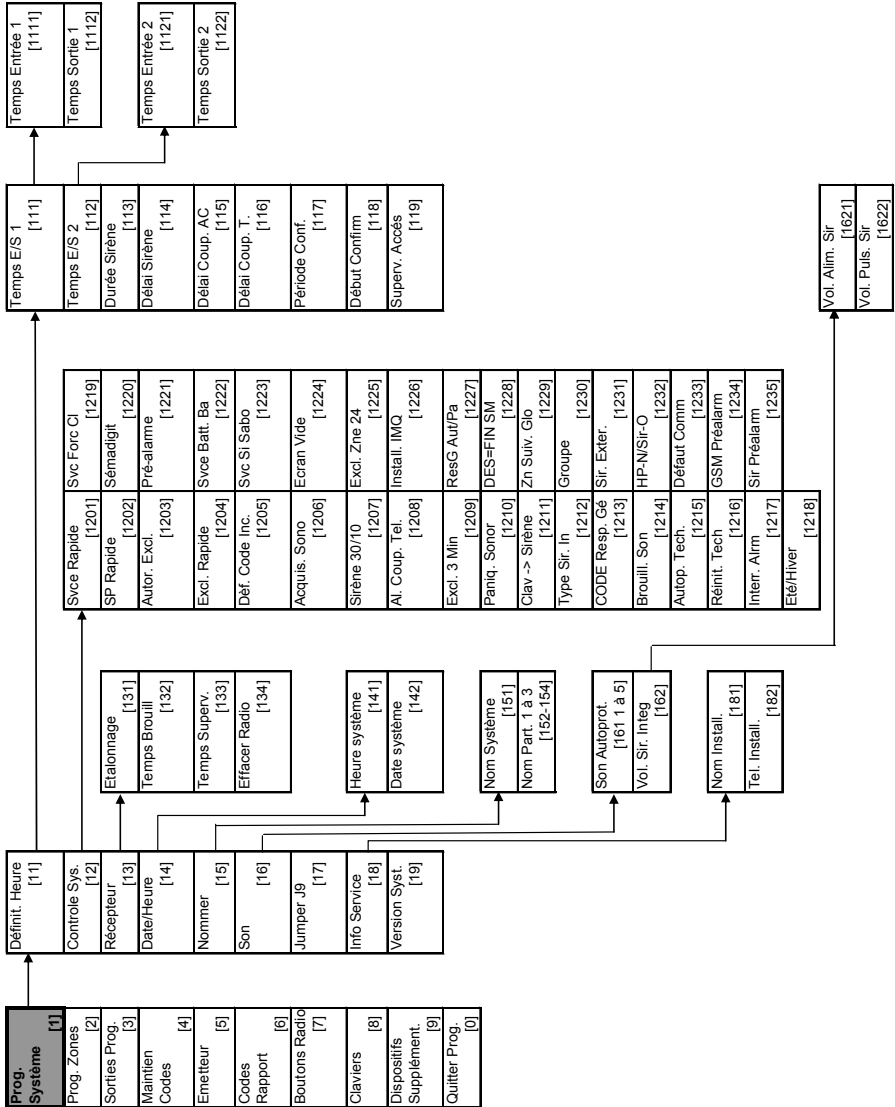 Prog.
Système
[1]
Prog. Zones
[2]
Sorties Prog.
[3]
Maintien
Codes
[4]
Emetteur
[5]
Codes
Rapport
[6]
Boutons Radio
[7]
Claviers
[8]
Dispositifs
Supplément.
[9]
Quitter Prog.
[0]
Définit. Heure
[11]
Controle Sys.
[12]
Récepteur
[13]
Date/Heure
[14]
Nommer
[15]
Son
[16]
Jumper J9
[17]
Info Service
[18]
Version Syst.
[19]
Etalonnage
[131]
Temps Brouill
[132]
Temps Superv.
[133]
Effacer Radio
[134]
Heure système
[141]
Date système
[142]
Nom Système
[151]
Nom Part. 1 à 3
[152-154]
Son Autoprot.
[161 1 à 5]
Vol. Sir. Integ
[162]
Nom Install.
[181]
Tel. Install.
[182]
Svce Rapide
[1201]
SP Rapide
[1202]
Autor. Excl.
[1203]
Excl. Rapide
[1204]
Déf. Code Inc.
[1205]
Acquis. Sono
[1206]
Sirène 30/10
[1207]
Al. Coup. Tel.
[1208]
Excl. 3 Min
[1209]
Paniq. Sonor
[1210]
Clav -> Sirène
[1211]
Type Sir. In
[1212]
CODE Resp. Gé
[1213]
Brouill. Son
[1214]
Autop. Tech.
[1215]
Réinit. Tech
[1216]
Interr. Alrm
[1217]
Eté/Hiver
[1218]
Svc Forc Cl
[1219]
Sémadigit
[1220]
Pré-alarme
[1221]
Svce Batt. Ba
[1222]
Svc Si Sabo
[1223]
Ecran Vide
[1224]
Excl. Zne 24
[1225]
Install. IMQ
[1226]
ResG Aut/Pa
[1227]
DES=FIN SM
[1228]
Zn Suiv. Glo
[1229]
Groupe
[1230]
Sir. Exter.
[1231]
HP-N/Sir-O
[1232]
Défaut Comm
[1233]
GSM Préalarm
[1234]
Sir Préalarm
[1235]
Temps E/S 1
[111]
Temps E/S 2
[112]
Durée Sirène
[113]
Délai Sirène
[114]
Délai Coup. AC
[115]
Délai Coup. T.
[116]
Période Conf.
[117]
Début Confirm
[118]
Superv. Accés
[119]
Vol. Alim. Sir
[1621]
Vol. Puls. Sir
[1622]
Temps Entrée 1
[1111]
Temps Sortie 1
[1112]
Temps Entrée 2
[1121]
Temps Sortie 2
[1122]